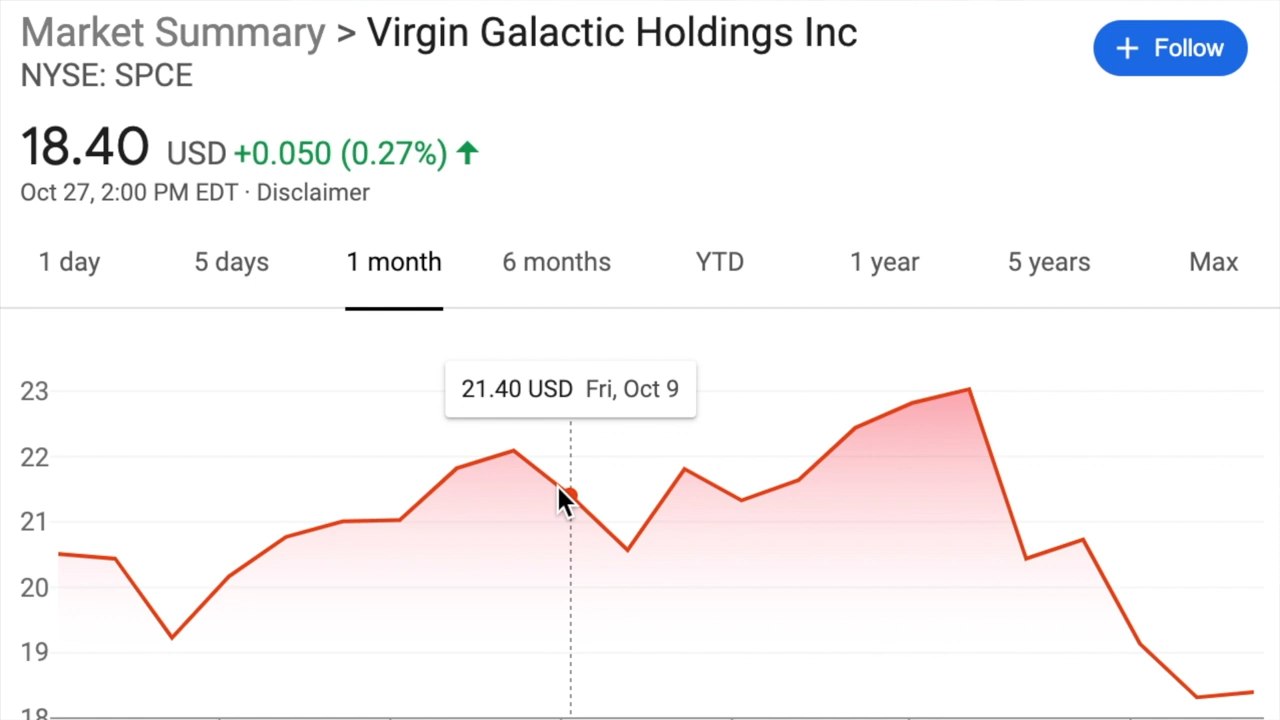 Market Summary > Virgin Galactic Holdings Inc
+ Follow
NYSE: SPCE
18.40 USD +0.050 (0.27%) ↑
Oct 27, 2:00 PM EDT · Disclaimer
1 day 5 days 1 month 6 months YTD 1 year 5 years Max
21.40 USD Fri, Oct 9
23
22
21
20
19
18